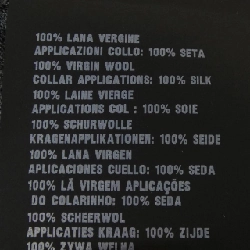 100% LANA VERGINE
APPLICAZIONI COLLO: 100% SETA
100% VIRGIN WOOL
COLLAR APPLICATIONS: 100% SILK
100% LAINE VIERGE
APPLICATIONS COL : 100% SOIE
100% SCHURWOLLE
KRAGENAPPLIKATIONEN: 100% SEIDE
100% LANA VIRGEN
APLICACIONES CUELLO: 100% SEDA
100% LÃ VIRGEM APLICAÇÕES
DO COLARINHO: 100% SEDA
100% SCHEERWOL
APPLICATIES KRAAG: 100% ZIJDE
100% ŻYWA WEŁNA